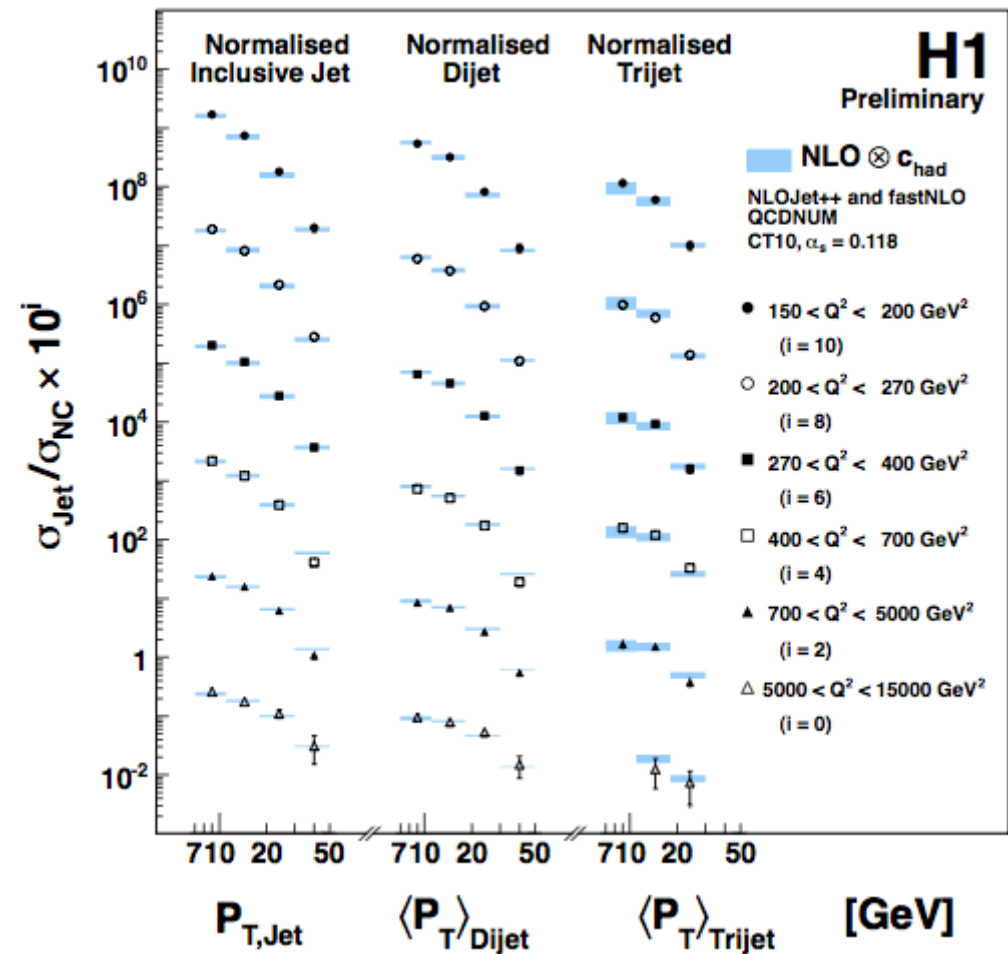 Normalised Inclusive Jet
Normalised Dijet
Normalised Trijet
H1
Preliminary
NLO ⊗ c_had
NLOJet++ and fastNLO
QCDNUM
CT10, α_s = 0.118
150 < Q² < 200 GeV²
(i = 10)
200 < Q² < 270 GeV²
(i = 8)
270 < Q² < 400 GeV²
(i = 6)
400 < Q² < 700 GeV²
(i = 4)
700 < Q² < 5000 GeV²
(i = 2)
5000 < Q² < 15000 GeV²
(i = 0)
σ_Jet/σ_NC × 10^i
10^10
10^8
10^6
10^4
10^2
1
10^-2
7 10 20 50
7 10 20 50
7 10 20 50
P_T,Jet
⟨P_T⟩_Dijet
⟨P_T⟩_Trijet
[GeV]